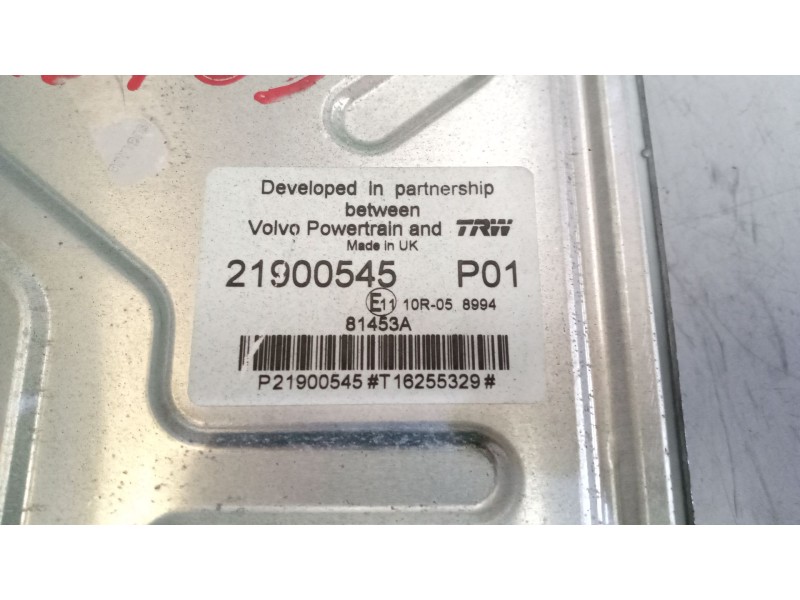 Developed in partnership
between
Volvo Powertrain and TRW
Made in UK
21900545 P01
E11 10R-05 8994
81453A
P21900545#T16255329#